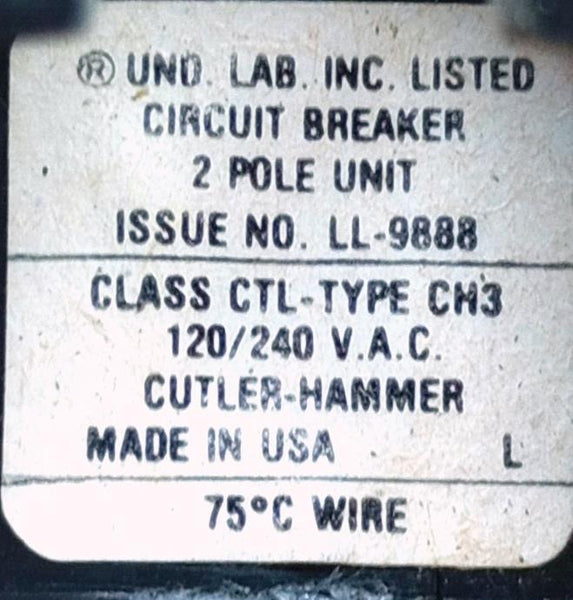 ® UND. LAB. INC. LISTED
CIRCUIT BREAKER
2 POLE UNIT
ISSUE NO. LL-9888
CLASS CTL-TYPE CH3
120/240 V.A.C.
CUTLER-HAMMER
MADE IN USA L
75°C WIRE